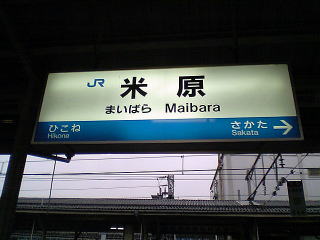 JR 米原
まいばら Maibara
ひこね さかた →
Hikone Sakata